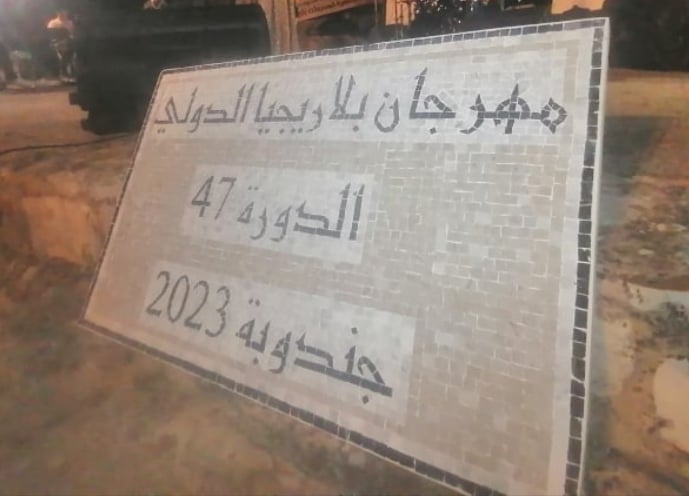 مهرجان بلاريجيا الدولي
الدورة 47
جندوبة 2023